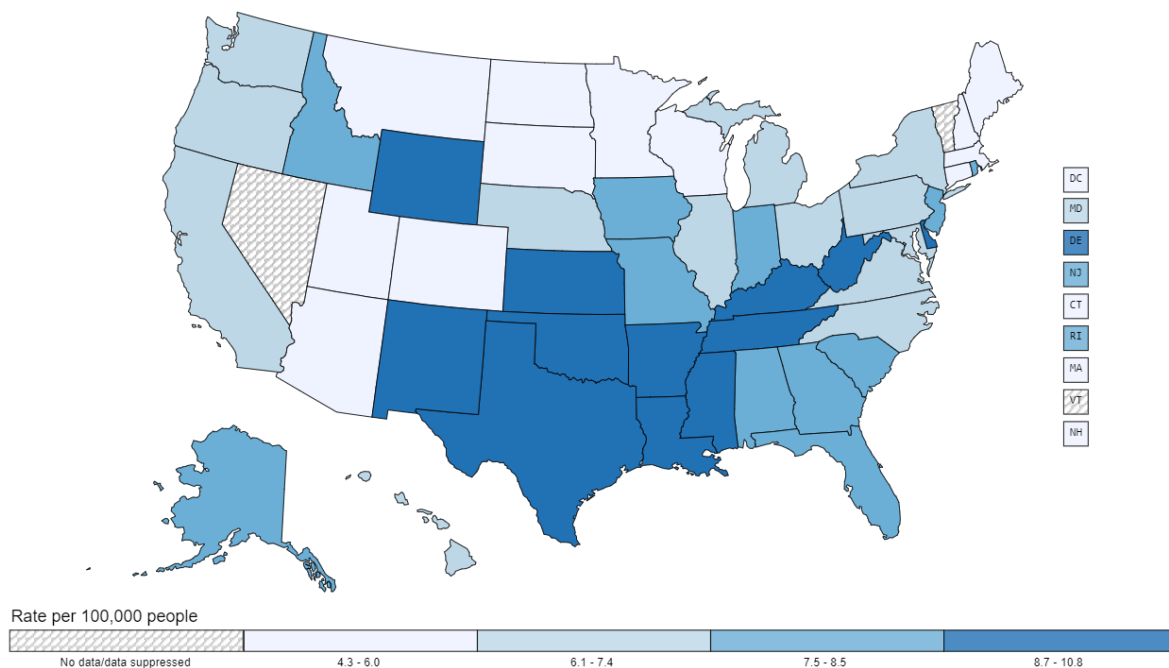 DC
MD
DE
NJ
CT
RI
MA
VT
NH
Rate per 100,000 people
No data/data suppressed
4.3 - 6.0
6.1 - 7.4
7.5 - 8.5
8.7 - 10.8